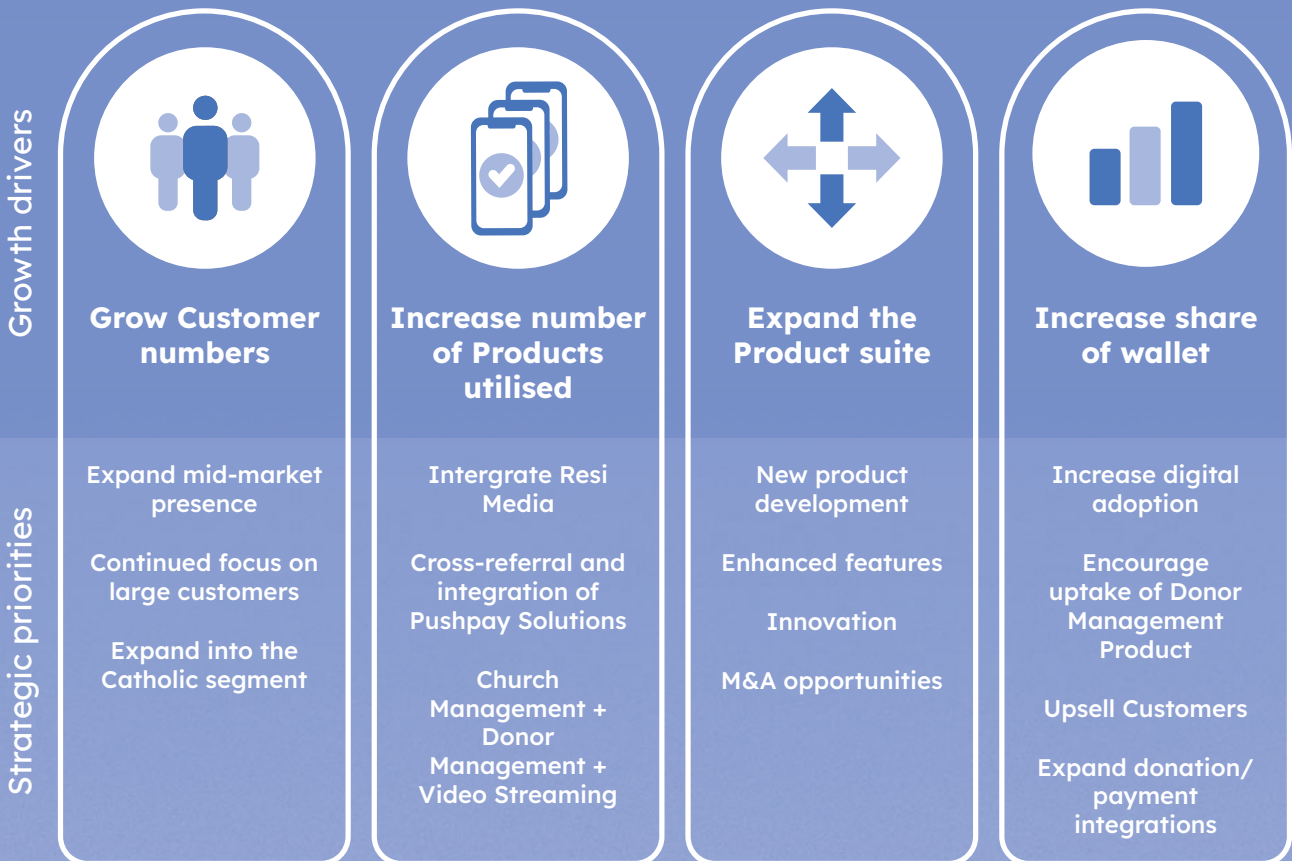 Growth drivers
Grow Customer
numbers
Increase number
of Products
utilised
Expand the
Product suite
Increase share
of wallet
Strategic priorities
Expand mid-market
presence
Continued focus on
large customers
Expand into the
Catholic segment
Intergrate Resi
Media
Cross-referral and
integration of
Pushpay Solutions
Church
Management +
Donor
Management +
Video Streaming
New product
development
Enhanced features
Innovation
M&A opportunities
Increase digital
adoption
Encourage
uptake of Donor
Management
Product
Upsell Customers
Expand donation/
payment
integrations